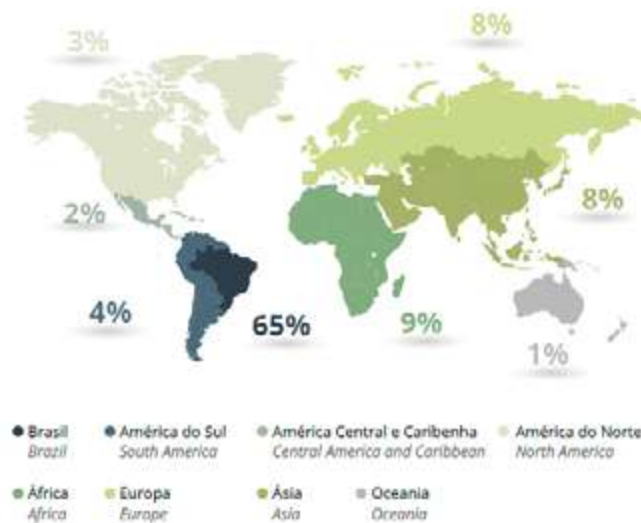 8%
3%
2%
8%
4%
65%
9%
1%
Brasil
Brazil
América do Sul
South America
América Central e Caribenha
Central America and Caribbean
América do Norte
North America
África
Africa
Europa
Europe
Ásia
Asia
Oceania
Oceania